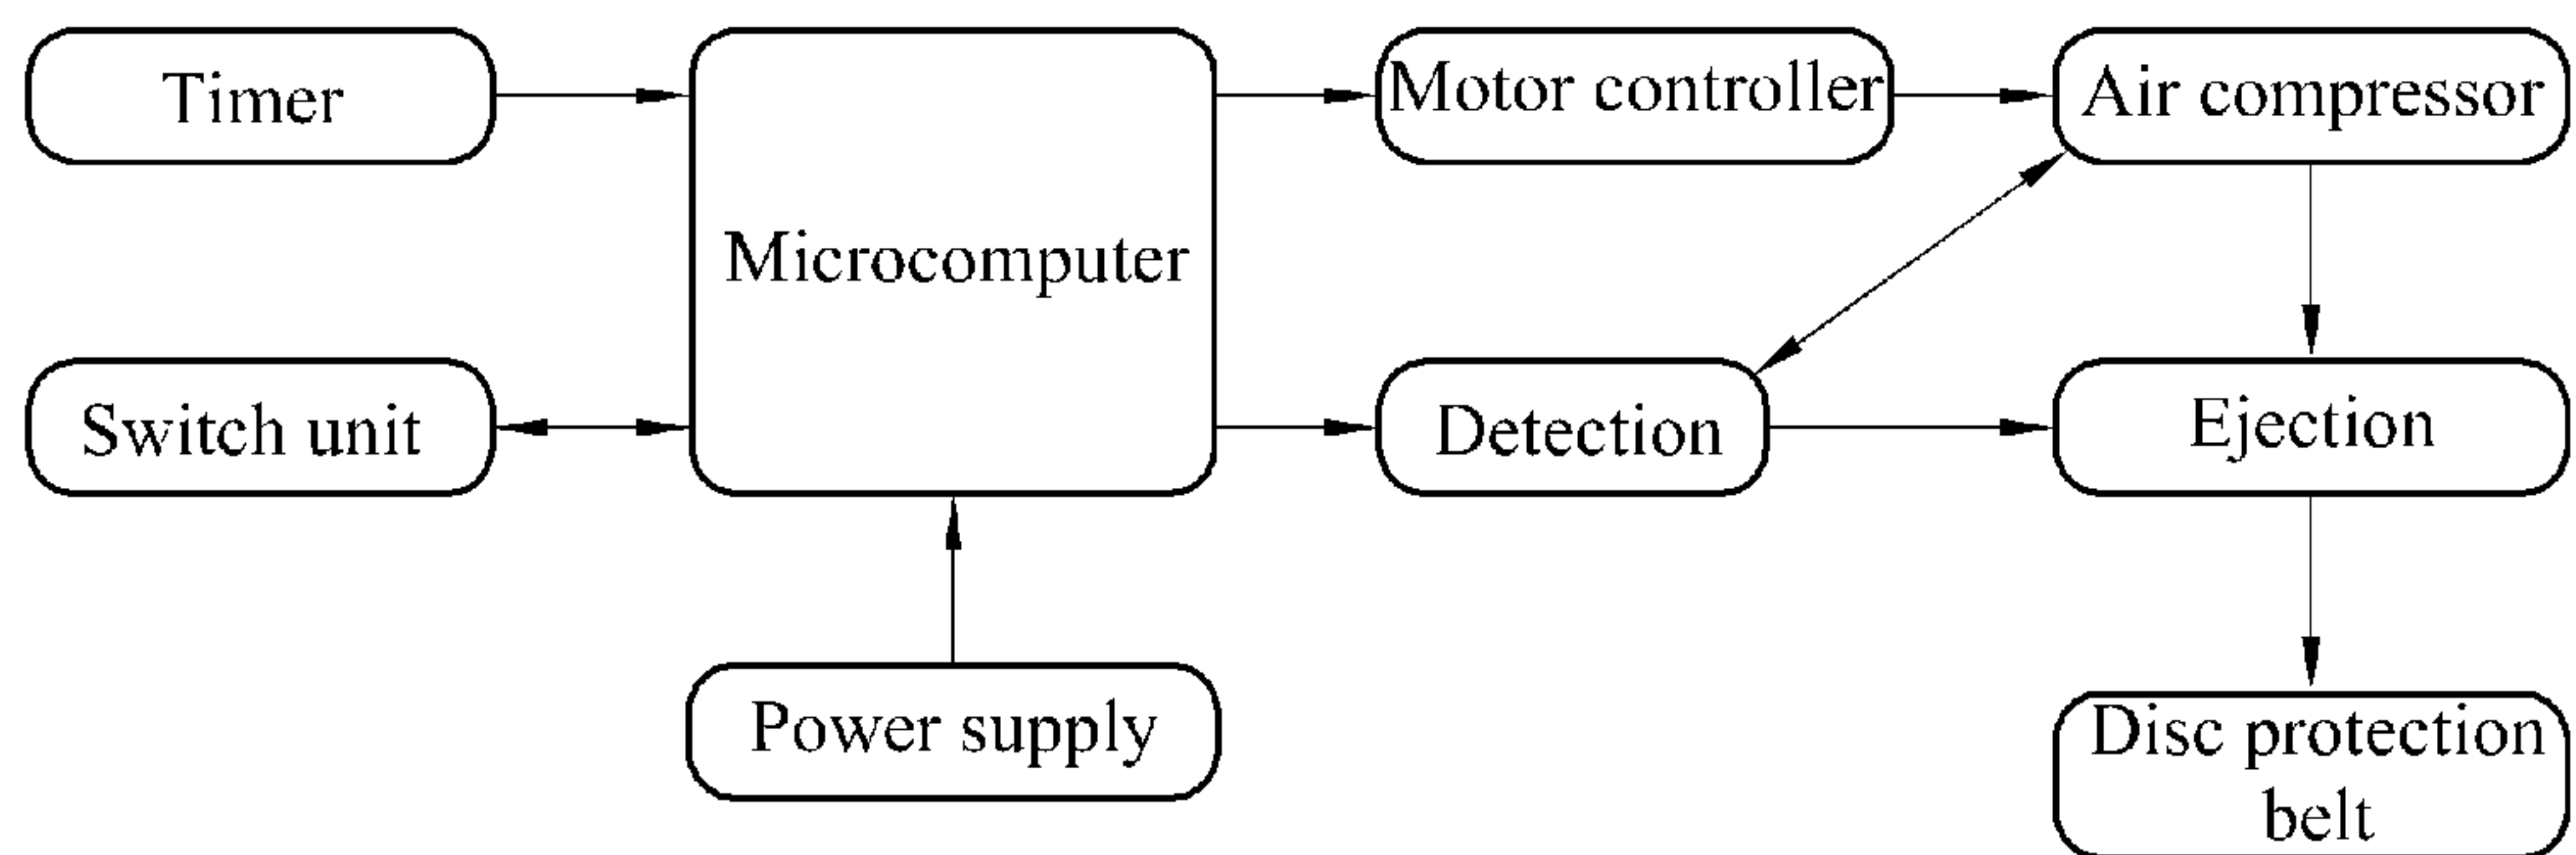 Timer
Motor controller
Air compressor
Microcomputer
Switch unit
Detection
Ejection
Power supply
Disc protection
belt